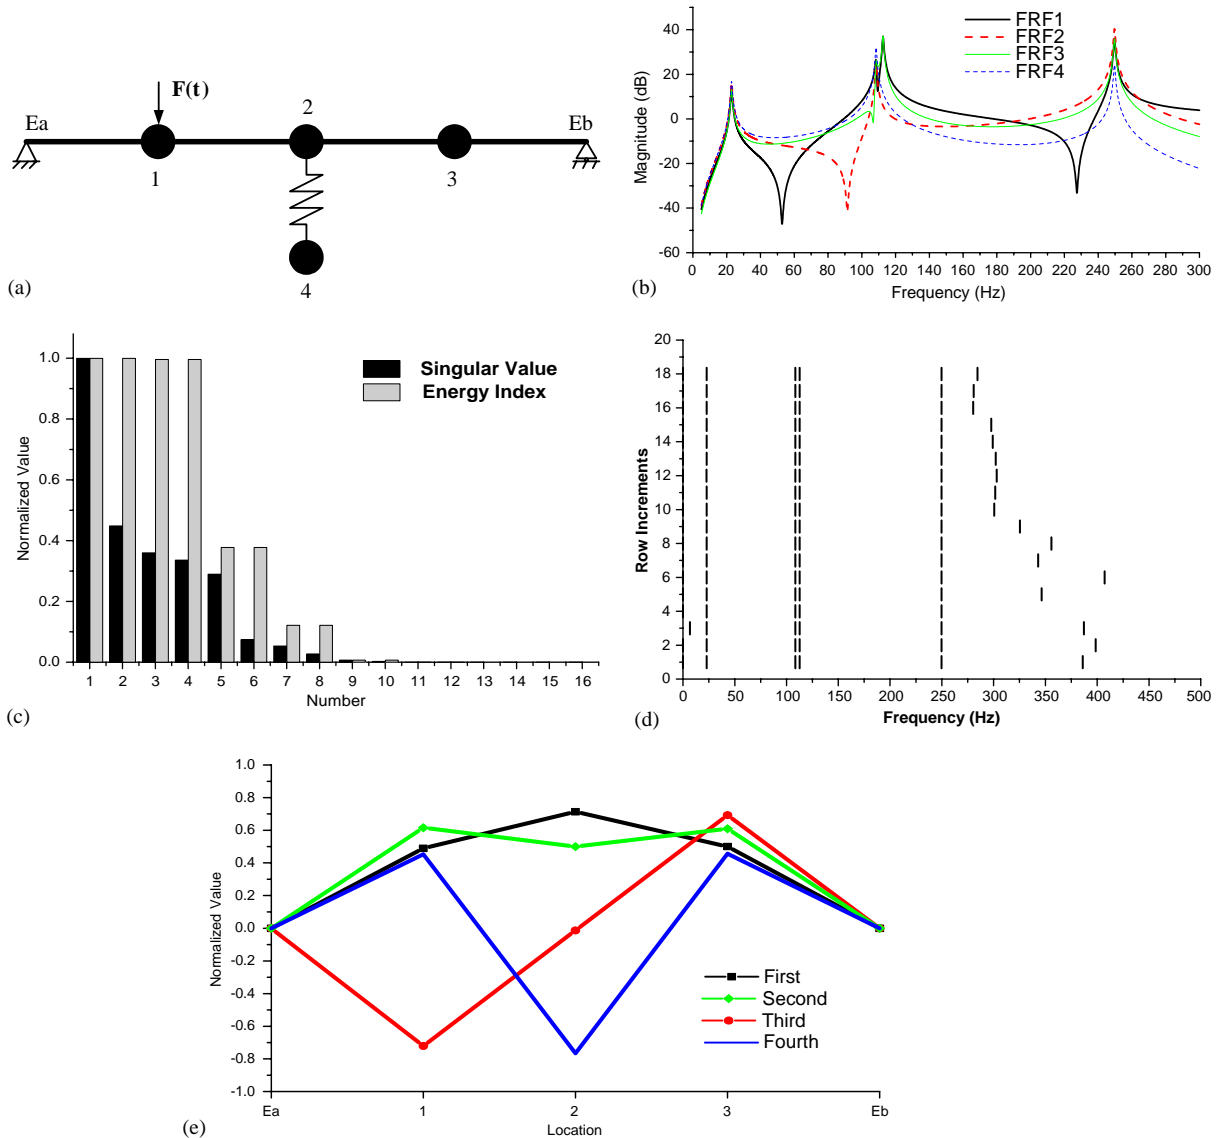 F(t)
Ea
2
Eb
1
3
4
(a)
FRF1
FRF2
FRF3
FRF4
Magnitude (dB)
40
20
0
-20
-40
-60
0 20 40 60 80 100 120 140 160 180 200 220 240 260 280 300
Frequency (Hz)
(b)
Singular Value
Energy Index
Normalized Value
1.0
0.8
0.6
0.4
0.2
0.0
1 2 3 4 5 6 7 8 9 10 11 12 13 14 15 16
Number
(c)
Row Increments
20
18
16
14
12
10
8
6
4
2
0
0 50 100 150 200 250 300 350 400 450 500
Frequency (Hz)
(d)
Normalized Value
1.0
0.8
0.6
0.4
0.2
0.0
-0.2
-0.4
-0.6
-0.8
-1.0
First
Second
Third
Fourth
Ea 1 2 3 Eb
Location
(e)